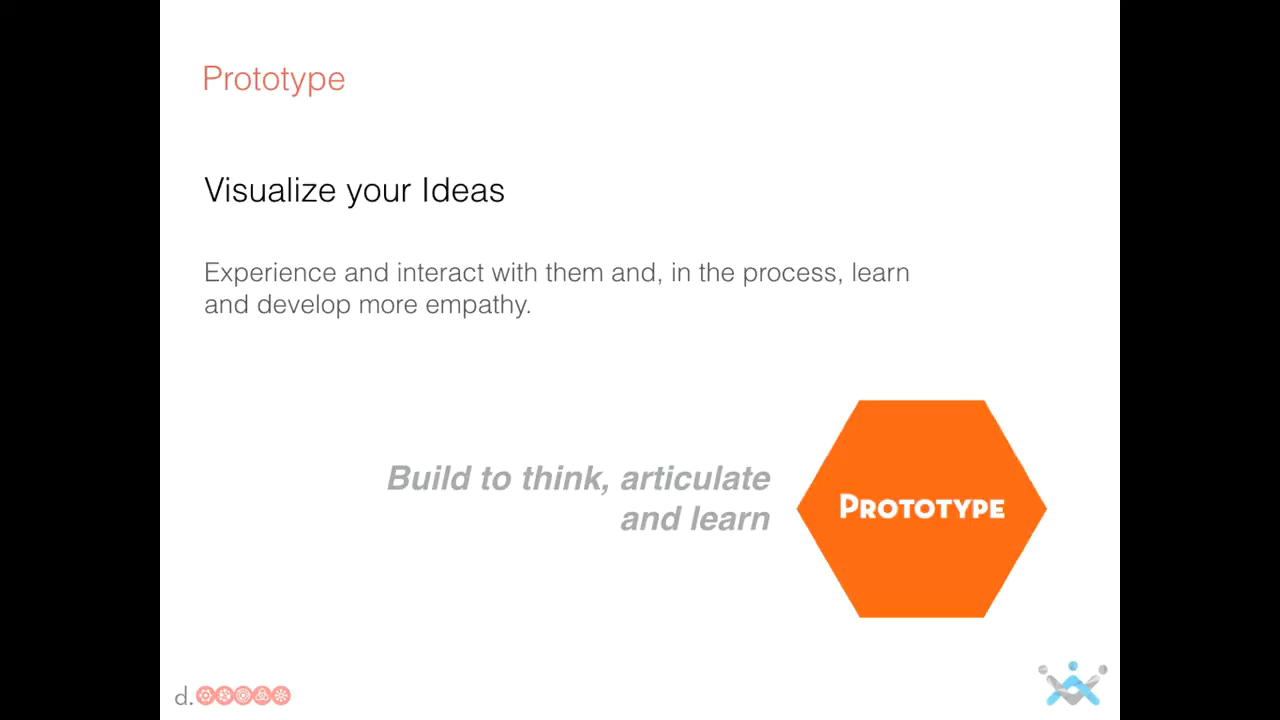 Prototype
Visualize your Ideas
Experience and interact with them and, in the process, learn
and develop more empathy.
Build to think, articulate
and learn
PROTOTYPE
d.